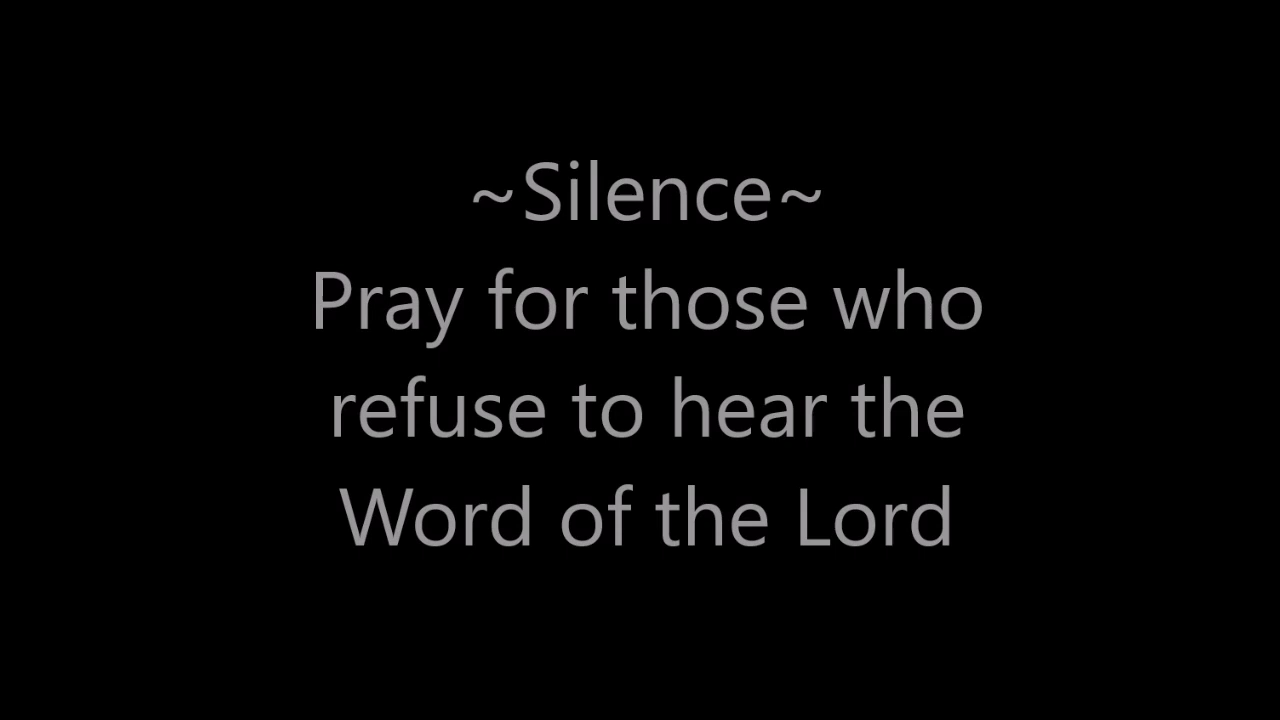 ~Silence~
Pray for those who
refuse to hear the
Word of the Lord